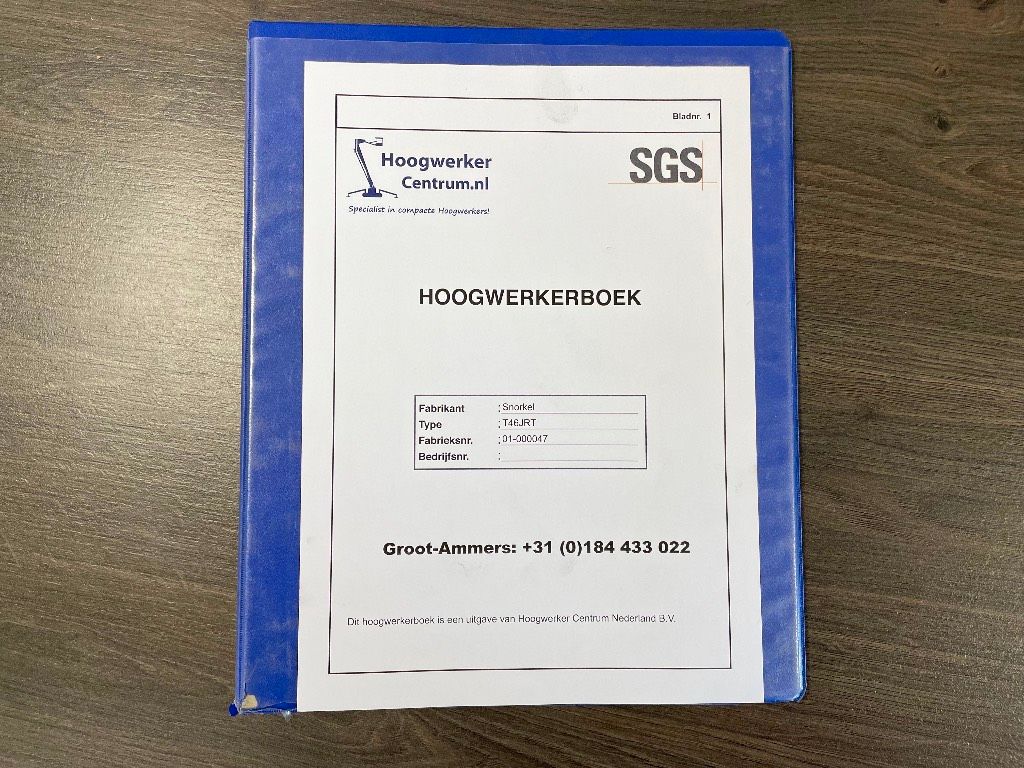 Bladnr. 1
Hoogwerker
Centrum.nl
Specialist in compacte Hoogwerkers!
SGS
HOOGWERKERBOEK
Fabrikant : Snorkel
Type : T46JRT
Fabrieksnr. : 01-000047
Bedrijfsnr. :
Groot-Ammers: +31 (0)184 433 022
Dit hoogwerkerboek is een uitgave van Hoogwerker Centrum Nederland B.V.